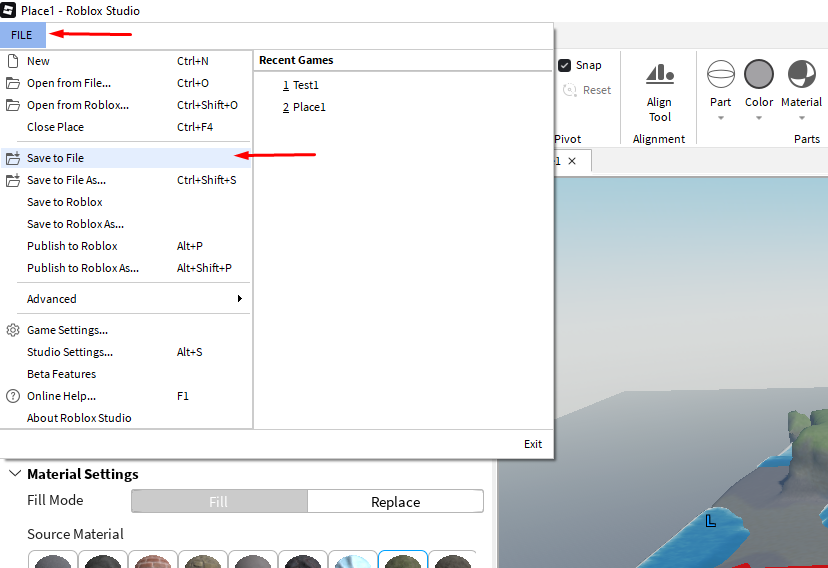 Place1 - Roblox Studio
FILE
New Ctrl+N
Open from File... Ctrl+O
Open from Roblox... Ctrl+Shift+O
Close Place Ctrl+F4
Save to File
Save to File As... Ctrl+Shift+S
Save to Roblox
Save to Roblox As...
Publish to Roblox Alt+P
Publish to Roblox As... Alt+Shift+P
Advanced
Game Settings...
Studio Settings... Alt+S
Beta Features
Online Help... F1
About Roblox Studio
Recent Games
1 Test1
2 Place1
Exit
Snap
Reset
Pivot
Align
Tool
Alignment
Part
Color
Material
Parts
Material Settings
Fill Mode
Fill
Replace
Source Material
L